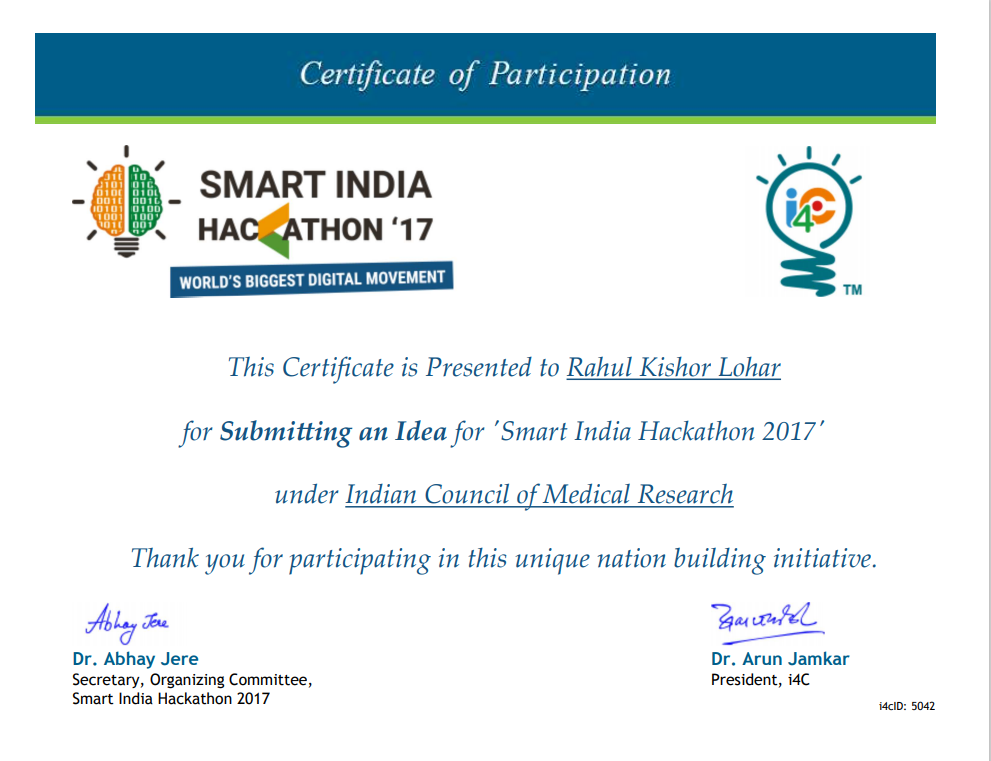 Certificate of Participation
SMART INDIA
HACKATHON ‘17
WORLD'S BIGGEST DIGITAL MOVEMENT
i4C
TM
This Certificate is Presented to Rahul Kishor Lohar
for Submitting an Idea for 'Smart India Hackathon 2017'
under Indian Council of Medical Research
Thank you for participating in this unique nation building initiative.
Abhay Jere
Dr. Abhay Jere
Secretary, Organizing Committee,
Smart India Hackathon 2017
Dr. Arun Jamkar
President, i4C
i4cID: 5042